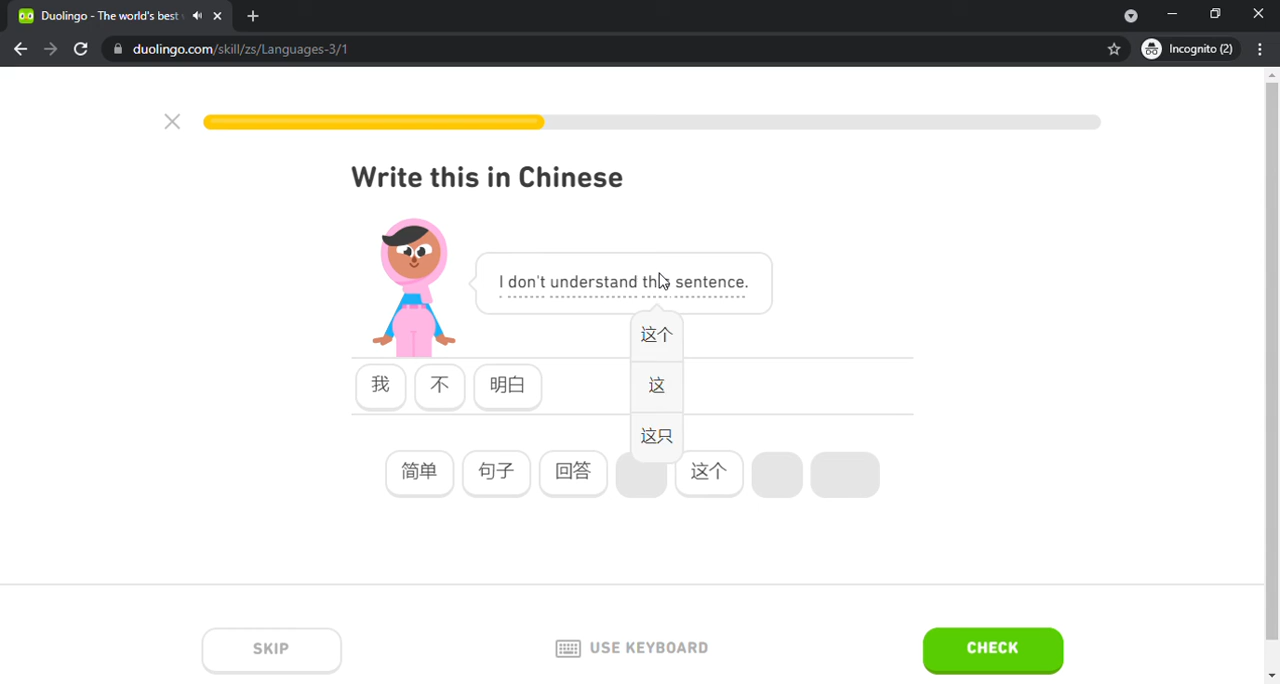 Duolingo - The world's best
duolingo.com/skill/zs/Languages-3/1
Incognito (2)
Write this in Chinese
I don't understand this sentence.
这个
这
这只
我 不 明白
简单 句子 回答 这个
SKIP
USE KEYBOARD
CHECK